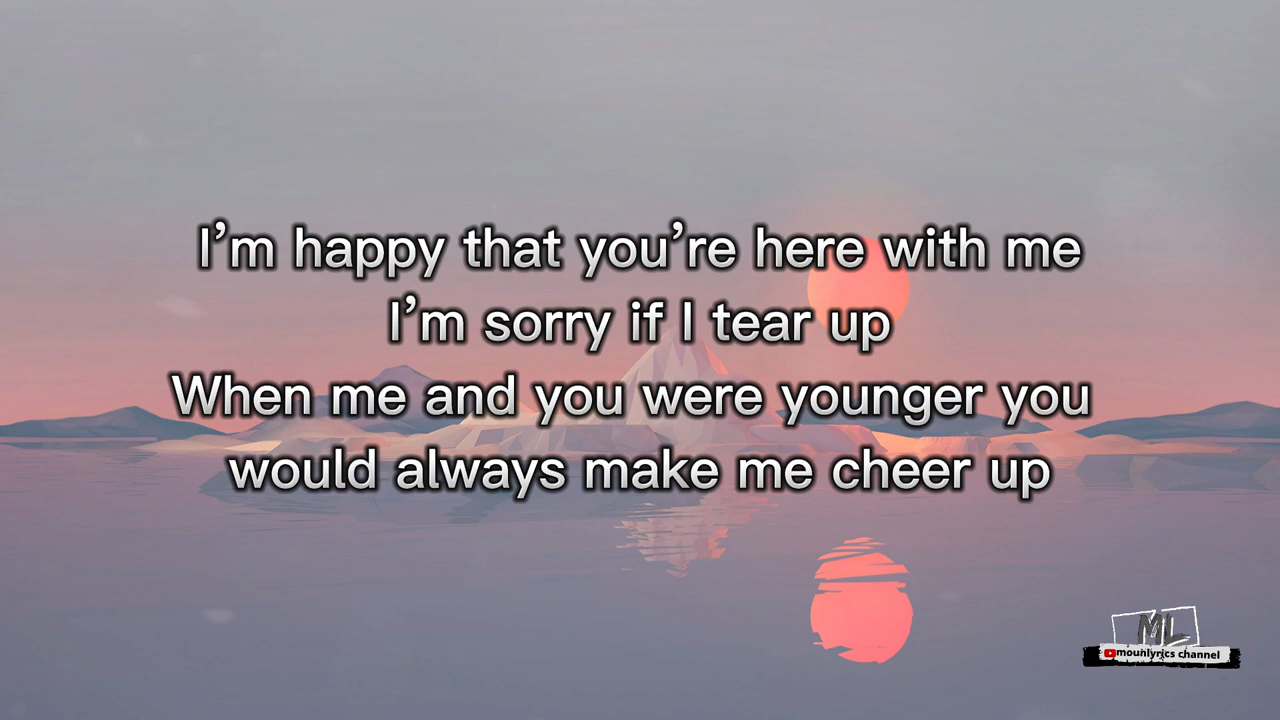 I’m happy that you’re here with me
I’m sorry if I tear up
When me and you were younger you
would always make me cheer up
ML
mounlyrics channel